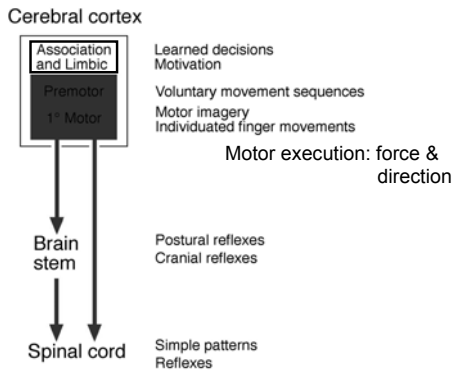 Cerebral cortex
Association
and Limbic
Learned decisions
Motivation
Premotor
Voluntary movement sequences
1° Motor
Motor imagery
Individuated finger movements
Motor execution: force &
direction
Brain
stem
Postural reflexes
Cranial reflexes
Spinal cord
Simple patterns
Reflexes